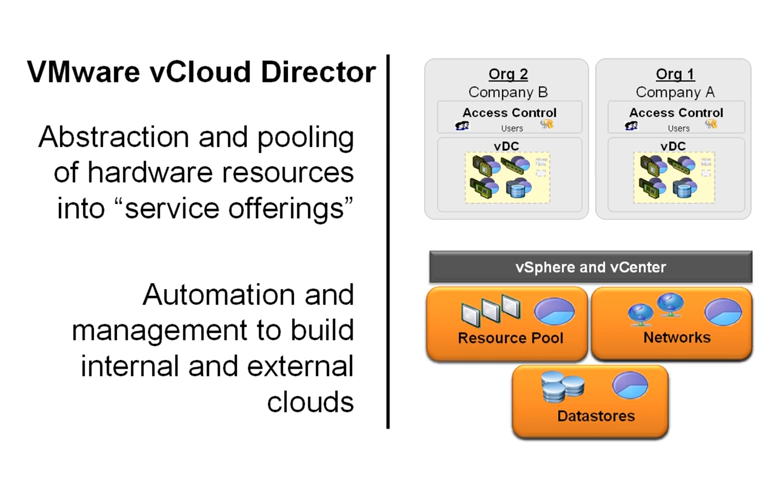 VMware vCloud Director
Abstraction and pooling
of hardware resources
into “service offerings”
Automation and
management to build
internal and external
clouds
Org 2
Company B
Access Control
Users
vDC
Org 1
Company A
Access Control
Users
vDC
vSphere and vCenter
Resource Pool
Networks
Datastores